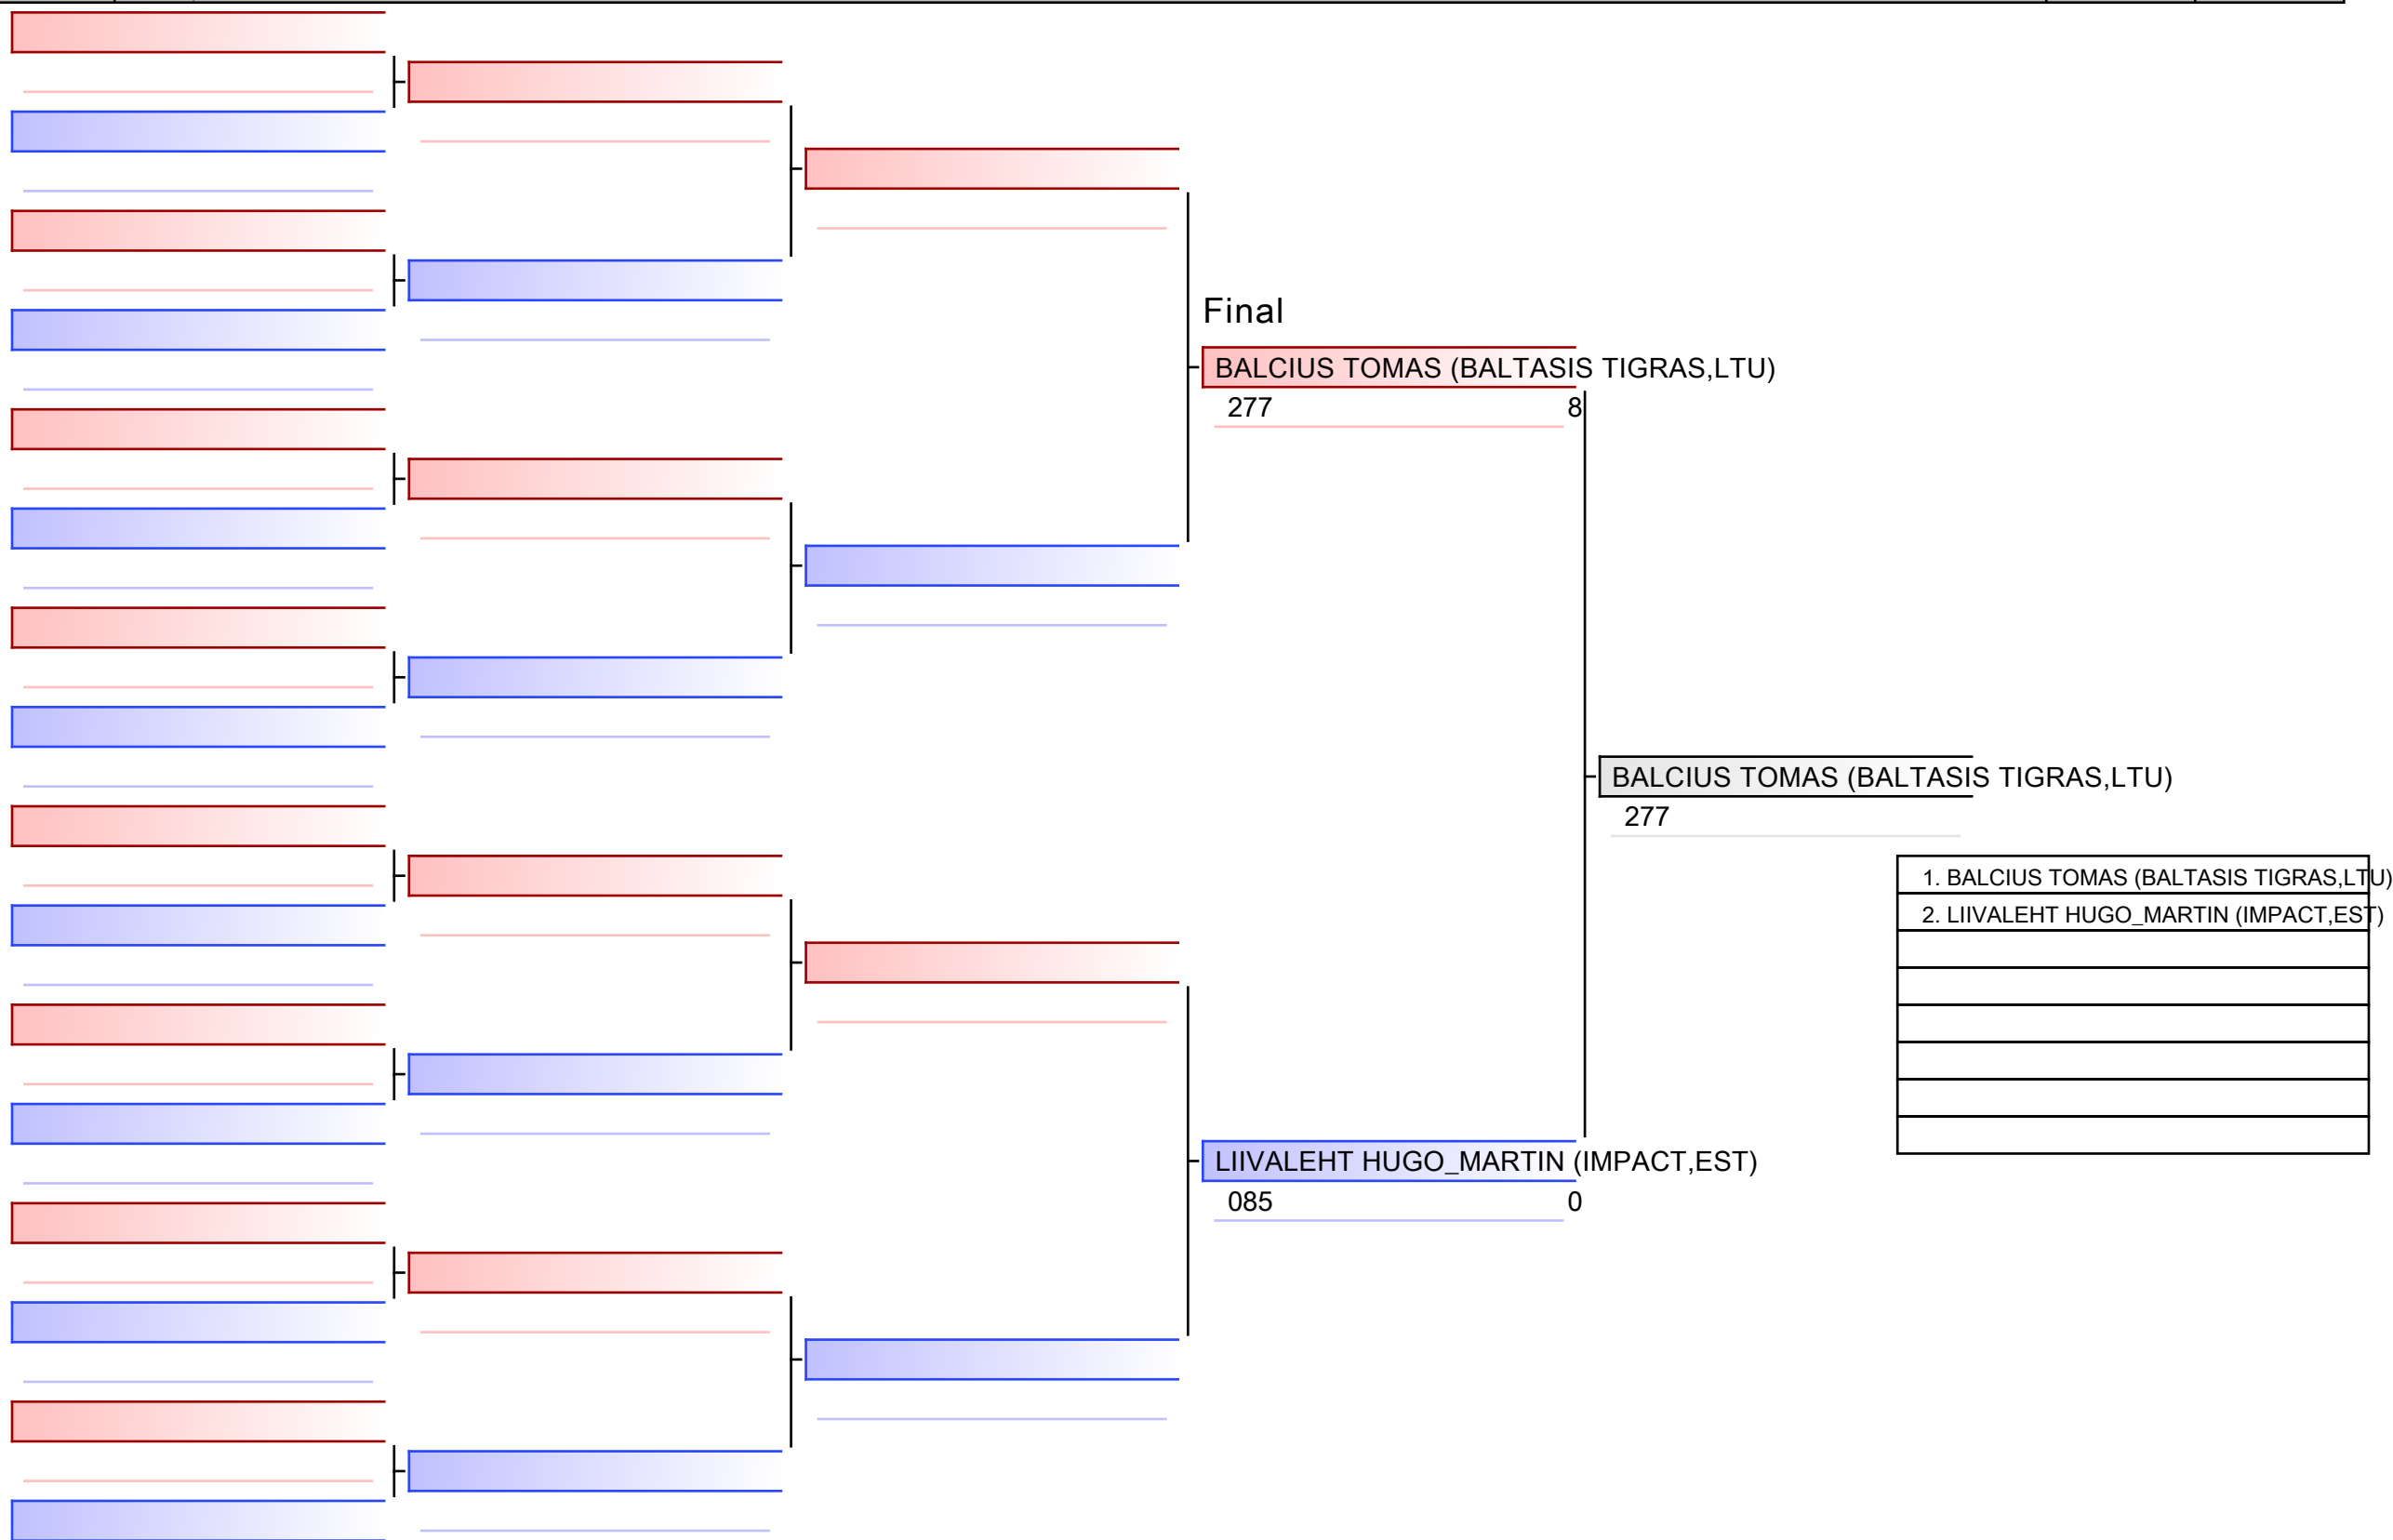 Final
BALCIUS TOMAS (BALTASIS TIGRAS,LTU)
277 8
BALCIUS TOMAS (BALTASIS TIGRAS,LTU)
277
1. BALCIUS TOMAS (BALTASIS TIGRAS,LTU)
2. LIIVALEHT HUGO_MARTIN (IMPACT,EST)
LIIVALEHT HUGO_MARTIN (IMPACT,EST)
085 0